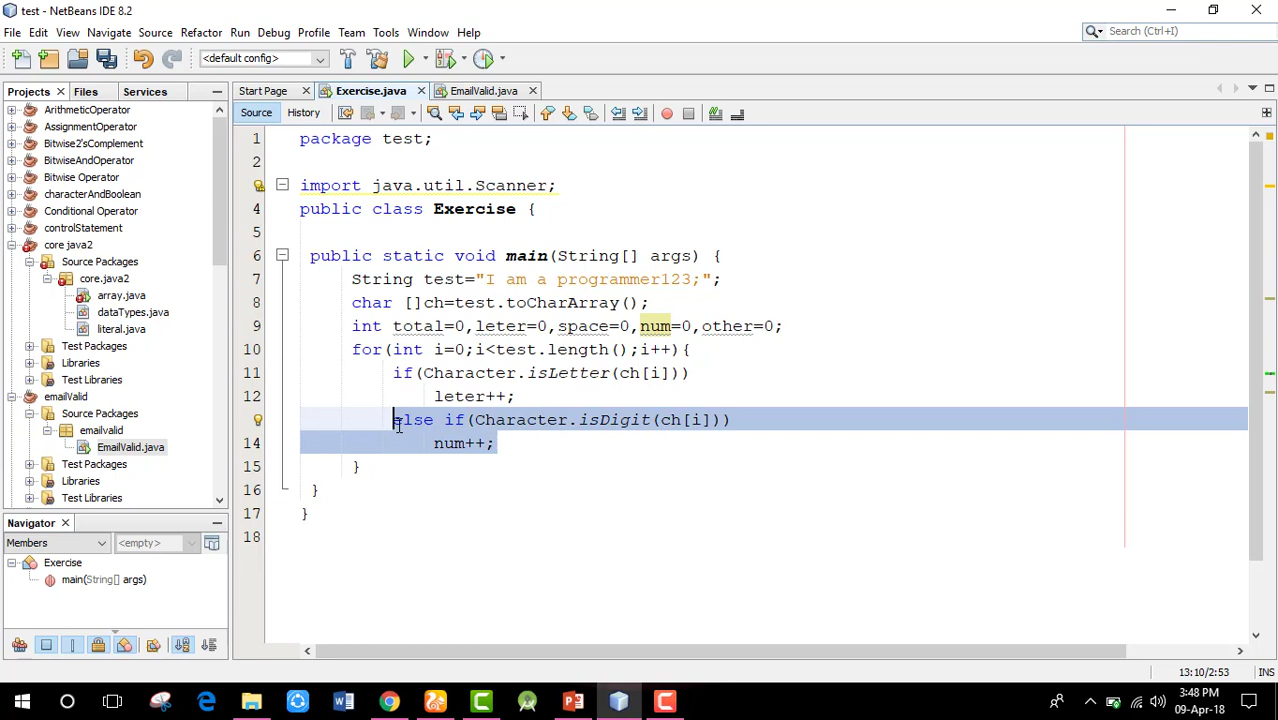 test - NetBeans IDE 8.2
File Edit View Navigate Source Refactor Run Debug Profile Team Tools Window Help
Search (Ctrl+I)
<default config>
Projects Files Services
Start Page Exercise.java EmailValid.java
Source History
ArithmeticOperator
AssignmentOperator
Bitwise2'sComplement
BitwiseAndOperator
Bitwise Operator
characterAndBoolean
Conditional Operator
controlStatement
core java2
Source Packages
core.java2
array.java
dataTypes.java
literal.java
Test Packages
Libraries
Test Libraries
emailValid
Source Packages
emailvalid
EmailValid.java
Test Packages
Libraries
Test Libraries
1 package test;
2
import java.util.Scanner;
4 public class Exercise {
5
6 public static void main(String[] args) {
7 String test="I am a programmer123;";
8 char []ch=test.toCharArray();
9 int total=0,leter=0,space=0,num=0,other=0;
10 for(int i=0;i<test.length();i++){
11 if(Character.isLetter(ch[i]))
12 leter++;
else if(Character.isDigit(ch[i]))
14 num++;
15 }
16 }
17 }
18
Navigator
Members <empty>
Exercise
main(String[] args)
13:10/2:53 INS
3:48 PM
09-Apr-18